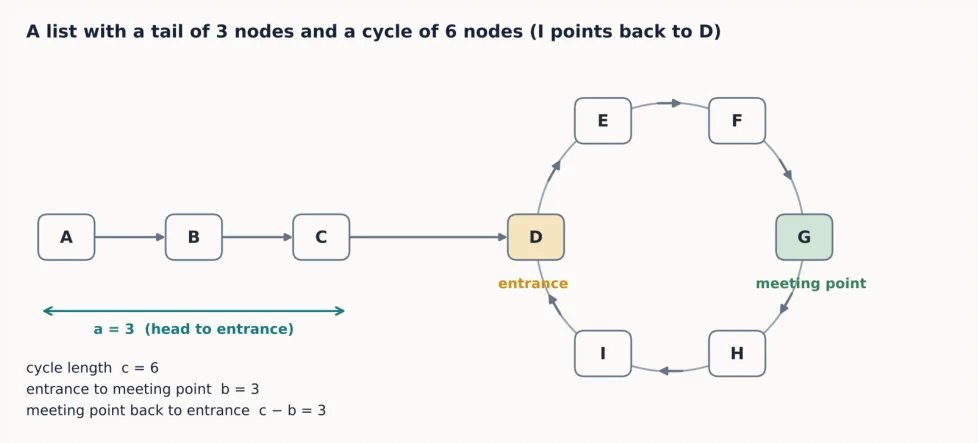 A list with a tail of 3 nodes and a cycle of 6 nodes (I points back to D)
E
F
A
B
C
D
G
entrance
meeting point
a = 3 (head to entrance)
I
H
cycle length c = 6
entrance to meeting point b = 3
meeting point back to entrance c − b = 3